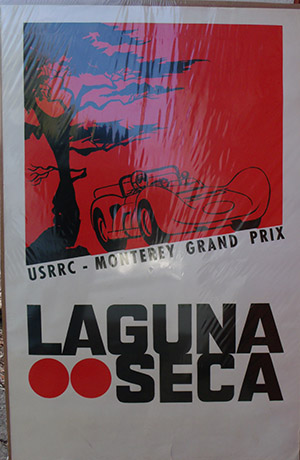 USRRC - MONTEREY GRAND PRIX
LAGUNA
SECA